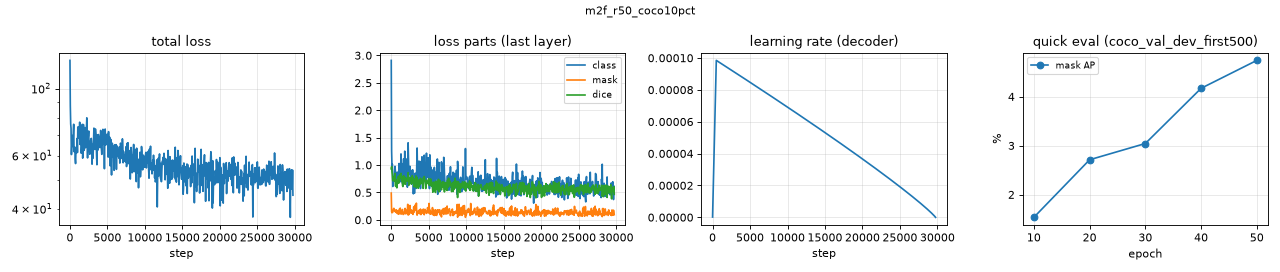 m2f_r50_coco10pct
total loss
10²
6 × 10¹
4 × 10¹
0 5000 10000 15000 20000 25000 30000
step
loss parts (last layer)
class
mask
dice
3.0
2.5
2.0
1.5
1.0
0.5
0.0
0 5000 10000 15000 20000 25000 30000
step
learning rate (decoder)
0.00010
0.00008
0.00006
0.00004
0.00002
0.00000
0 5000 10000 15000 20000 25000 30000
step
quick eval (coco_val_dev_first500)
mask AP
%
4
3
2
10 20 30 40 50
epoch